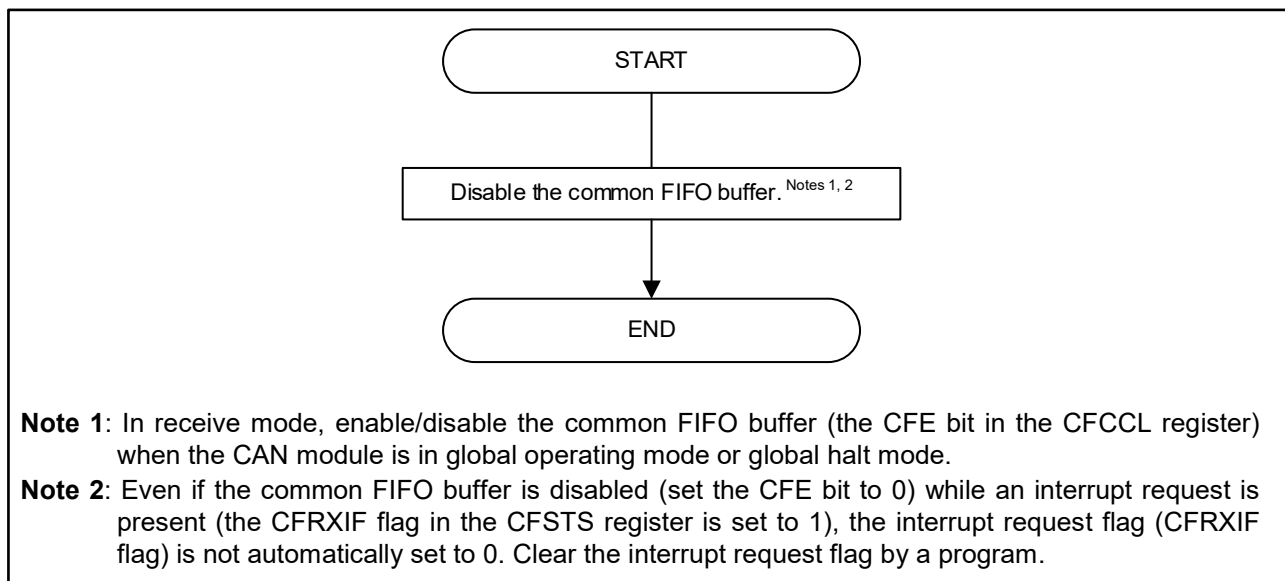 START
Disable the common FIFO buffer. Notes 1, 2
END
Note 1: In receive mode, enable/disable the common FIFO buffer (the CFE bit in the CFCCL register)
when the CAN module is in global operating mode or global halt mode.
Note 2: Even if the common FIFO buffer is disabled (set the CFE bit to 0) while an interrupt request is
present (the CFRXIF flag in the CFSTS register is set to 1), the interrupt request flag (CFRXIF
flag) is not automatically set to 0. Clear the interrupt request flag by a program.